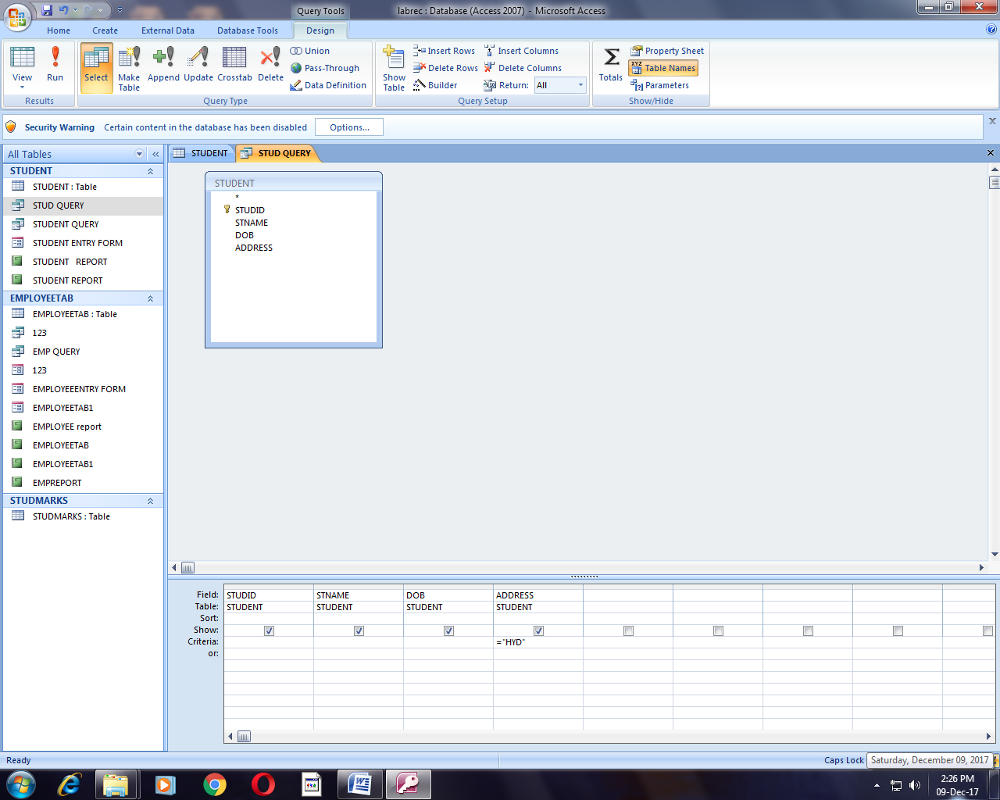 Query Tools
labrec : Database (Access 2007) - Microsoft Access
Home Create External Data Database Tools Design
View Run
Results
Select Make Table Append Update Crosstab Delete
Union
Pass-Through
Data Definition
Query Type
Show Table
Insert Rows
Delete Rows
Builder
Insert Columns
Delete Columns
Return: All
Query Setup
Totals
Property Sheet
XYZ Table Names
Parameters
Show/Hide
Security Warning Certain content in the database has been disabled Options...
All Tables
STUDENT
STUDENT : Table
STUD QUERY
STUDENT QUERY
STUDENT ENTRY FORM
STUDENT REPORT
STUDENT REPORT
EMPLOYEETAB
EMPLOYEETAB : Table
123
EMP QUERY
123
EMPLOYEEENTRY FORM
EMPLOYEETAB1
EMPLOYEE report
EMPLOYEETAB
EMPLOYEETAB1
EMPREPORT
STUDMARKS
STUDMARKS : Table
STUDENT STUD QUERY
STUDENT
*
STUDID
STNAME
DOB
ADDRESS
Field: STUDID STNAME DOB ADDRESS
Table: STUDENT STUDENT STUDENT STUDENT
Sort:
Show:
Criteria: ="HYD"
or:
Ready
Caps Lock
Saturday, December 09, 2017
2:26 PM
09-Dec-17